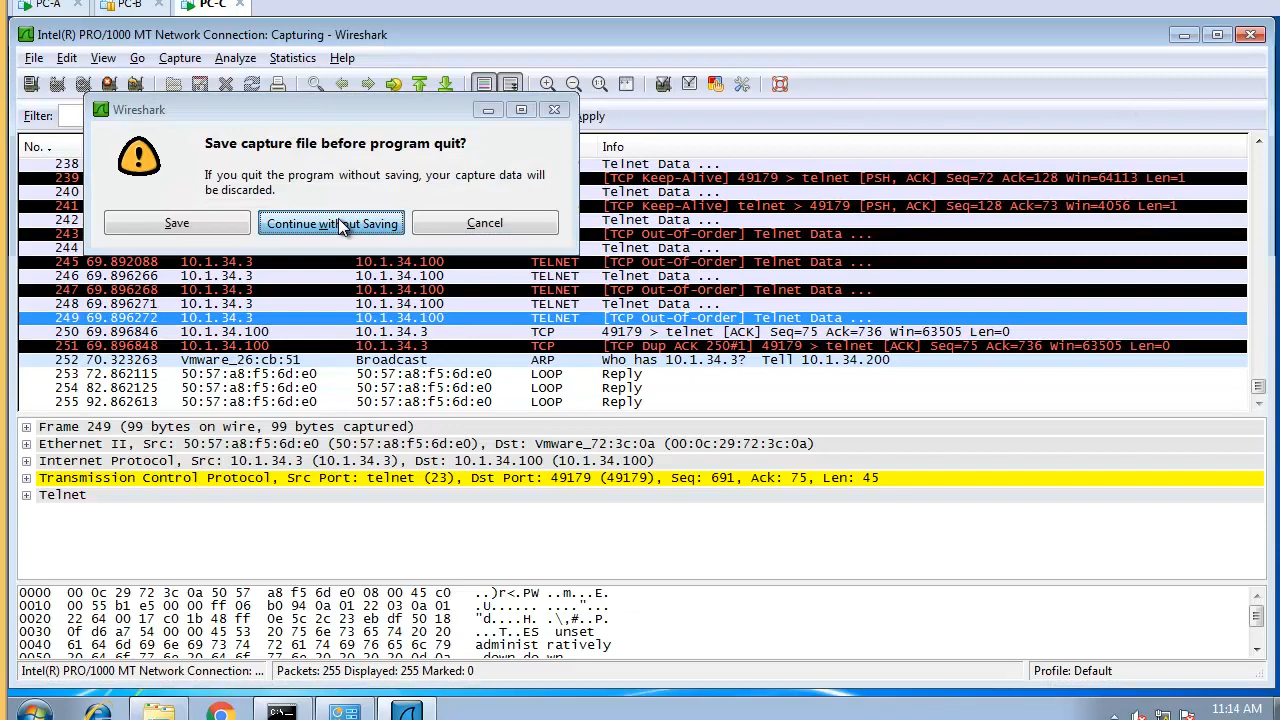 PC-A PC-B PC-C
Intel(R) PRO/1000 MT Network Connection: Capturing - Wireshark
File Edit View Go Capture Analyze Statistics Help
Filter:
Wireshark
Save capture file before program quit?
If you quit the program without saving, your capture data will
be discarded.
Save Continue without Saving Cancel
No. Info
238 Telnet Data ...
239 [TCP Keep-Alive] 49179 > telnet [PSH, ACK] Seq=72 Ack=128 Win=64113 Len=1
240 Telnet Data ...
241 [TCP Keep-Alive] telnet > 49179 [PSH, ACK] Seq=128 Ack=73 Win=4056 Len=1
242 Telnet Data ...
243 [TCP Out-Of-Order] Telnet Data ...
244 Telnet Data ...
245 69.892088 10.1.34.3 10.1.34.100 TELNET [TCP Out-Of-Order] Telnet Data ...
246 69.896266 10.1.34.3 10.1.34.100 TELNET Telnet Data ...
247 69.896268 10.1.34.3 10.1.34.100 TELNET [TCP Out-Of-Order] Telnet Data ...
248 69.896271 10.1.34.3 10.1.34.100 TELNET Telnet Data ...
249 69.896272 10.1.34.3 10.1.34.100 TELNET [TCP Out-Of-Order] Telnet Data ...
250 69.896846 10.1.34.100 10.1.34.3 TCP 49179 > telnet [ACK] Seq=75 Ack=736 Win=63505 Len=0
251 69.896848 10.1.34.100 10.1.34.3 TCP [TCP Dup ACK 250#1] 49179 > telnet [ACK] Seq=75 Ack=736 Win=63505 Len=0
252 70.323263 Vmware_26:cb:51 Broadcast ARP Who has 10.1.34.3? Tell 10.1.34.200
253 72.862115 50:57:a8:f5:6d:e0 50:57:a8:f5:6d:e0 LOOP Reply
254 82.862125 50:57:a8:f5:6d:e0 50:57:a8:f5:6d:e0 LOOP Reply
255 92.862613 50:57:a8:f5:6d:e0 50:57:a8:f5:6d:e0 LOOP Reply
Frame 249 (99 bytes on wire, 99 bytes captured)
Ethernet II, Src: 50:57:a8:f5:6d:e0 (50:57:a8:f5:6d:e0), Dst: Vmware_72:3c:0a (00:0c:29:72:3c:0a)
Internet Protocol, Src: 10.1.34.3 (10.1.34.3), Dst: 10.1.34.100 (10.1.34.100)
Transmission Control Protocol, Src Port: telnet (23), Dst Port: 49179 (49179), Seq: 691, Ack: 75, Len: 45
Telnet
0000 00 0c 29 72 3c 0a 50 57 a8 f5 6d e0 08 00 45 c0 ..)r<.PW ..m...E.
0010 00 55 b1 e5 00 00 ff 06 b0 94 0a 01 22 03 0a 01 .U...... ...."...
0020 22 64 00 17 c0 1b 48 ff 0e 5c 2c 23 eb df 50 18 "d....H. .\,#..P.
0030 0f d6 a7 54 00 00 45 53 20 75 6e 73 65 74 20 20 ...T..ES unset
0040 61 64 6d 69 6e 69 73 74 72 61 74 69 76 65 6c 79 administ ratively
Intel(R) PRO/1000 MT Network Connection: ... Packets: 255 Displayed: 255 Marked: 0 Profile: Default
11:14 AM